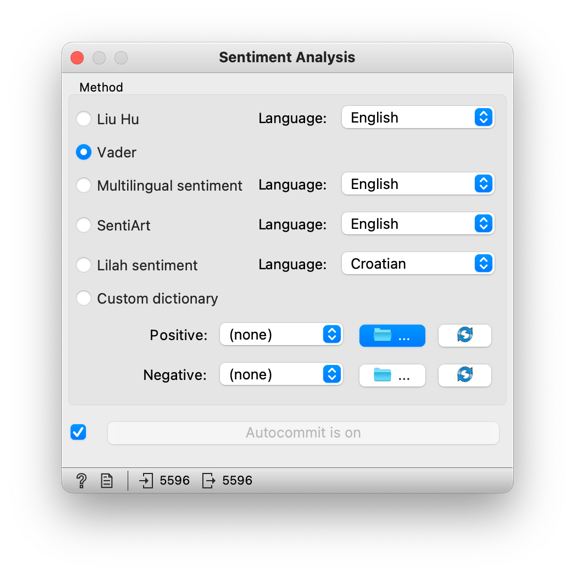 Sentiment Analysis
Method
Liu Hu Language: English
Vader
Multilingual sentiment Language: English
SentiArt Language: English
Lilah sentiment Language: Croatian
Custom dictionary
Positive: (none) ...
Negative: (none) ...
Autocommit is on
? 5596 5596